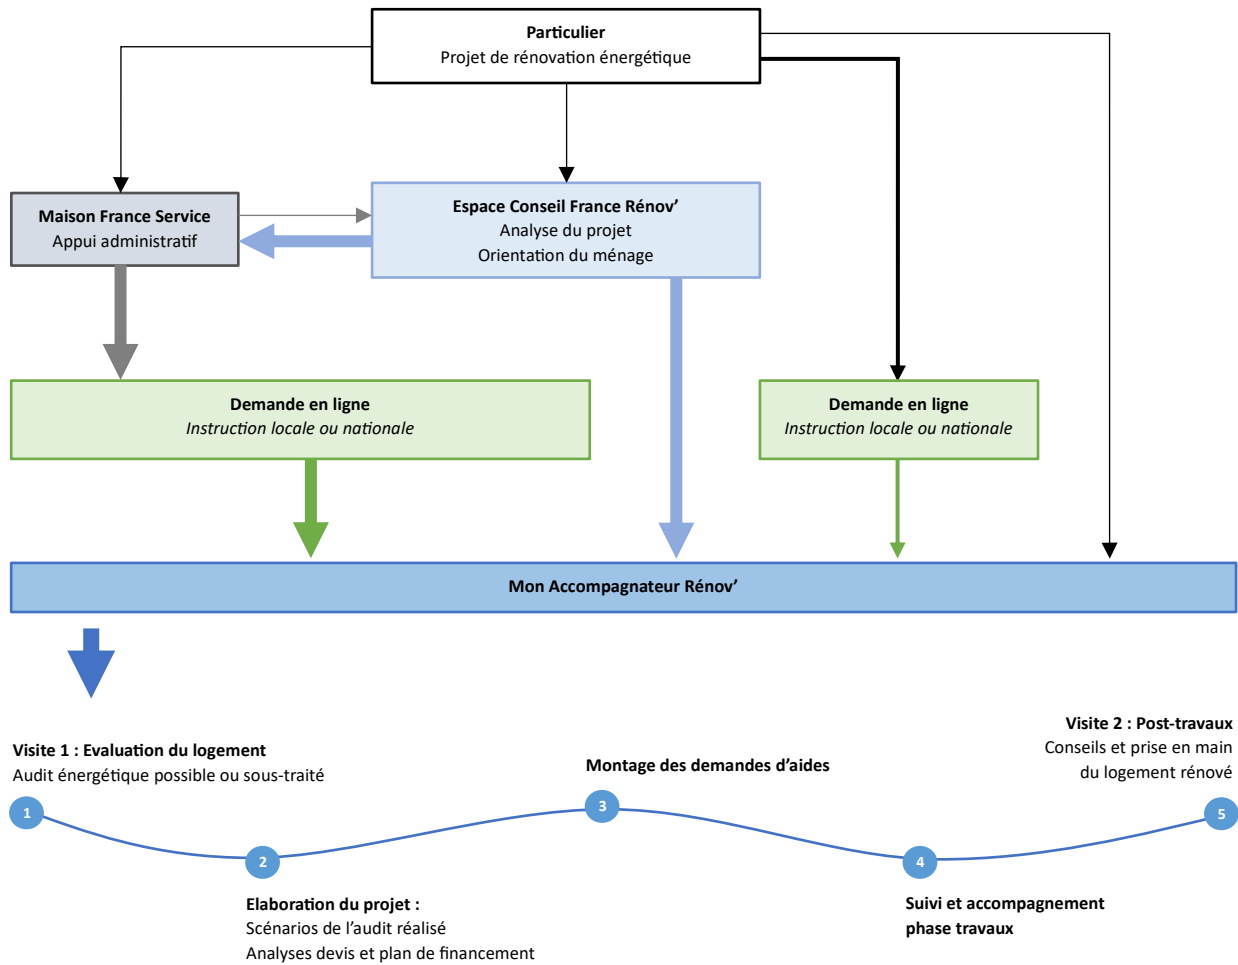 Particulier
Projet de rénovation énergétique
Maison France Service
Appui administratif
Espace Conseil France Rénov’
Analyse du projet
Orientation du ménage
Demande en ligne
Instruction locale ou nationale
Demande en ligne
Instruction locale ou nationale
Mon Accompagnateur Rénov’
Visite 1 : Evaluation du logement
Audit énergétique possible ou sous-traité
Montage des demandes d’aides
Visite 2 : Post-travaux
Conseils et prise en main
du logement rénové
1
2
3
4
5
Elaboration du projet :
Scénarios de l’audit réalisé
Analyses devis et plan de financement
Suivi et accompagnement
phase travaux